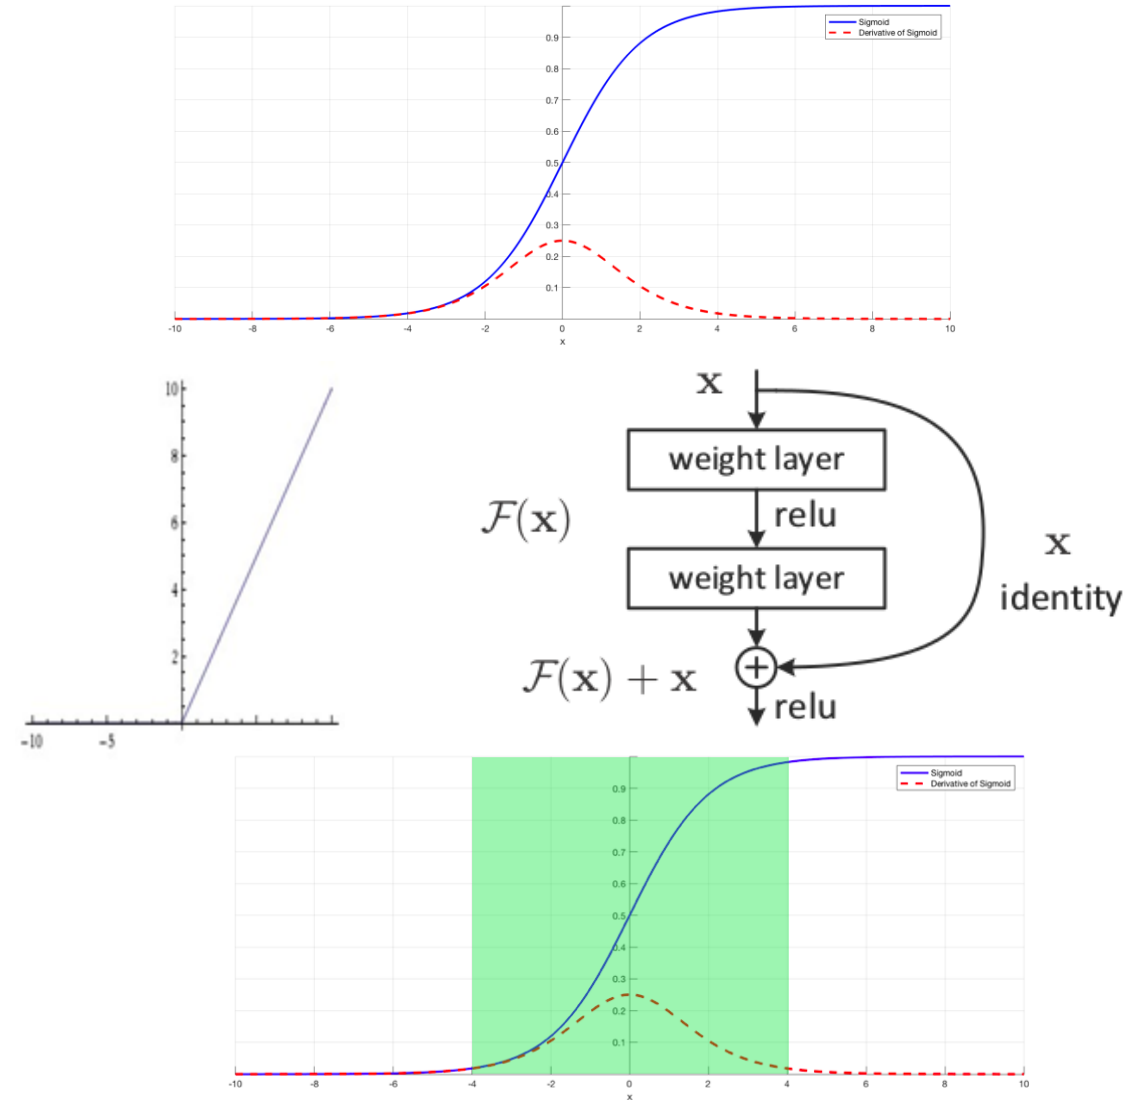 Sigmoid
Derivative of Sigmoid
0.9
0.8
0.7
0.6
0.5
0.4
0.3
0.2
0.1
-10 -8 -6 -4 -2 0 2 4 6 8 10
x
10
8
6
4
2
-10 -5
x
weight layer
relu
F(x)
weight layer
x
identity
F(x) + x
+
relu
Sigmoid
Derivative of Sigmoid
0.9
0.8
0.7
0.6
0.5
0.4
0.3
0.2
0.1
-10 -8 -6 -4 -2 0 2 4 6 8 10
x